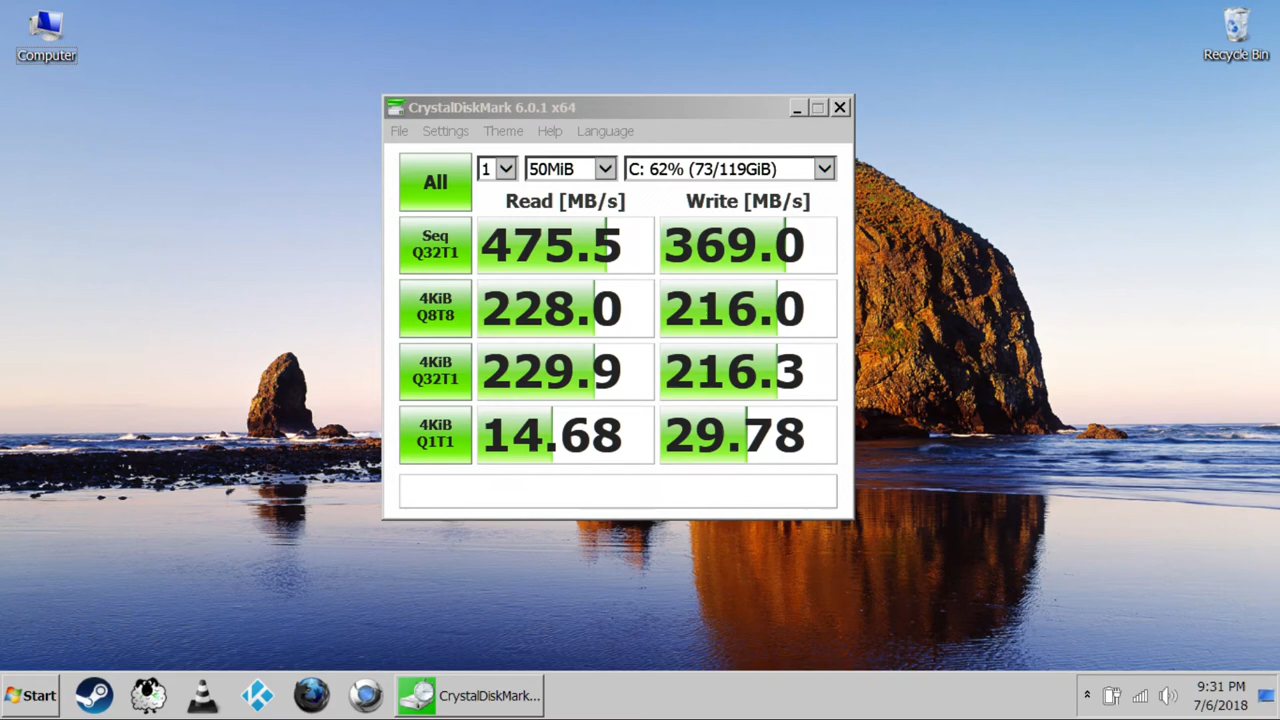 Computer
Recycle Bin
CrystalDiskMark 6.0.1 x64
File Settings Theme Help Language
All 1 50MiB C: 62% (73/119GiB)
Read [MB/s] Write [MB/s]
Seq
Q32T1 475.5 369.0
4KiB
Q8T8 228.0 216.0
4KiB
Q32T1 229.9 216.3
4KiB
Q1T1 14.68 29.78
Start CrystalDiskMark...
9:31 PM
7/6/2018